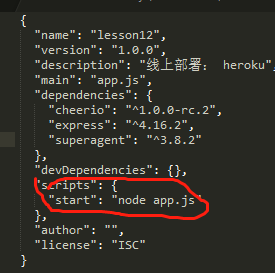 {
"name": "lesson12",
"version": "1.0.0",
"description": "线上部署： heroku",
"main": "app.js",
"dependencies": {
"cheerio": "^1.0.0-rc.2",
"express": "^4.16.2",
"superagent": "^3.8.2"
},
"devDependencies": {},
"scripts": {
"start": "node app.js"
},
"author": "",
"license": "ISC"
}